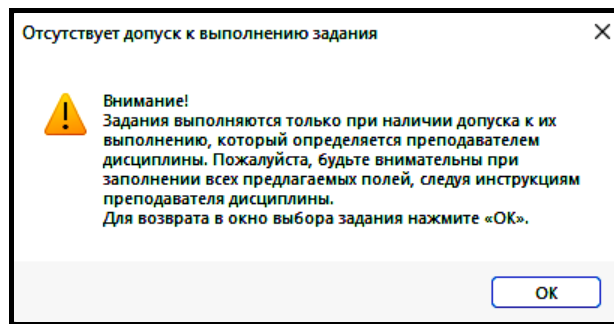 Отсутствует допуск к выполнению задания
Внимание!
Задания выполняются только при наличии допуска к их
выполнению, который определяется преподавателем
дисциплины. Пожалуйста, будьте внимательны при
заполнении всех предлагаемых полей, следуя инструкциям
преподавателя дисциплины.
Для возврата в окно выбора задания нажмите «ОК».
ОК